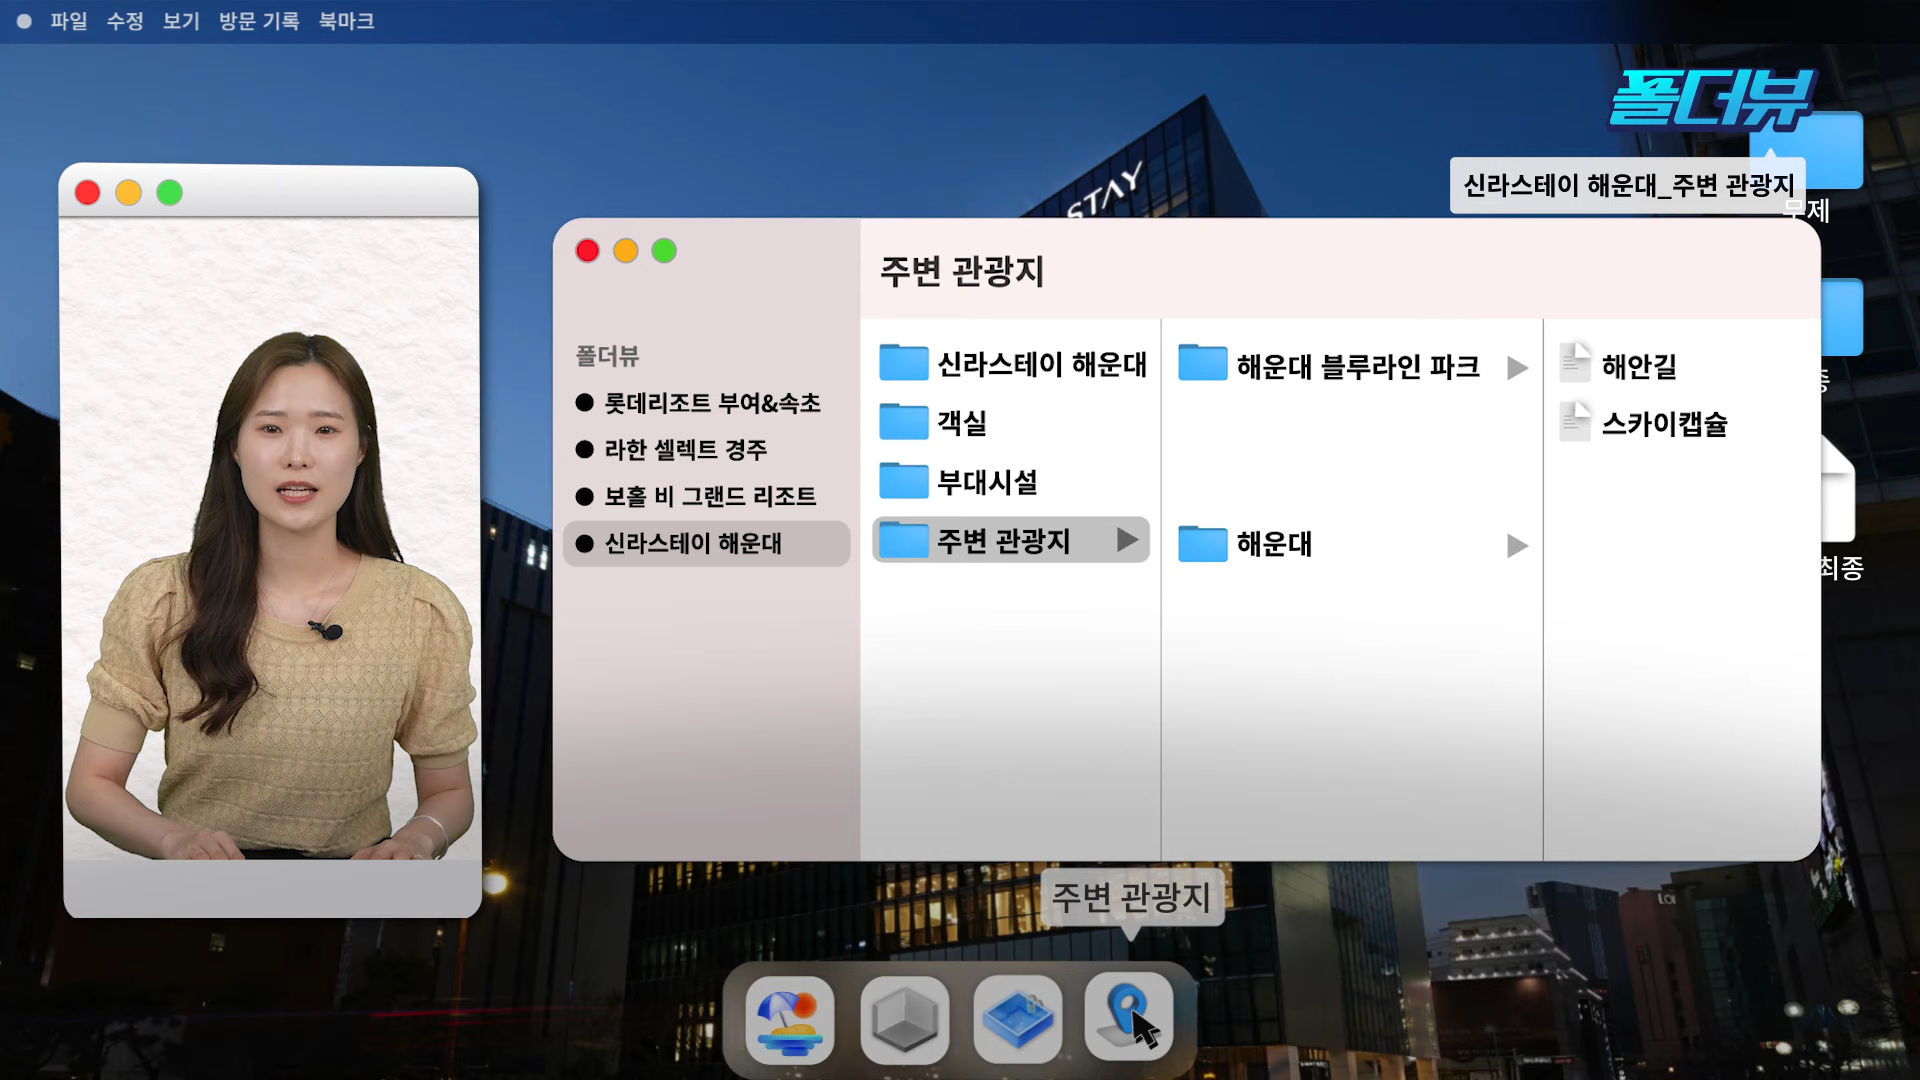 파일 수정 보기 방문 기록 북마크
폴더뷰
신라스테이 해운대_주변 관광지
무제
STAY
주변 관광지
폴더뷰
롯데리조트 부여&속초
라한 셀렉트 경주
보홀 비 그랜드 리조트
신라스테이 해운대
신라스테이 해운대
객실
부대시설
주변 관광지
해운대 블루라인 파크
해운대
해안길
스카이캡슐
종
최종
주변 관광지